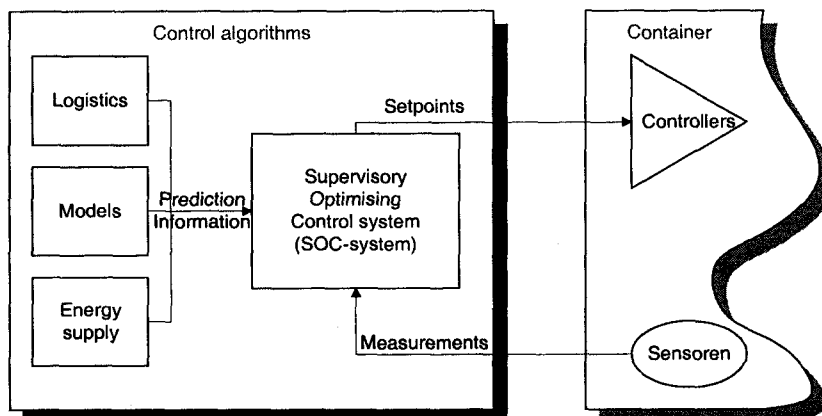 Control algorithms
Container
Logistics
Setpoints
Controllers
Models
Prediction
Information
Supervisory
Optimising
Control system
(SOC-system)
Energy
supply
Measurements
Sensoren